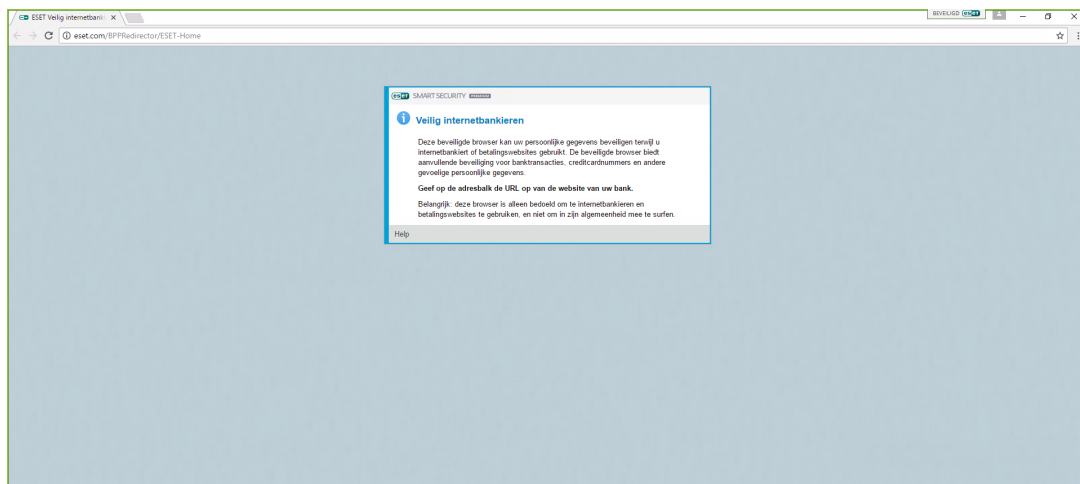 ESET Veilig internetbanki
BEVEILIGD eset
eset.com/BPPRedirector/ESET-Home
eset SMART SECURITY PREMIUM
Veilig internetbankieren
Deze beveiligde browser kan uw persoonlijke gegevens beveiligen terwijl u
internetbankiert of betalingswebsites gebruikt. De beveiligde browser biedt
aanvullende beveiliging voor banktransacties, creditcardnummers en andere
gevoelige persoonlijke gegevens.
Geef op de adresbalk de URL op van de website van uw bank.
Belangrijk: deze browser is alleen bedoeld om te internetbankieren en
betalingswebsites te gebruiken, en niet om in zijn algemeenheid mee te surfen.
Help